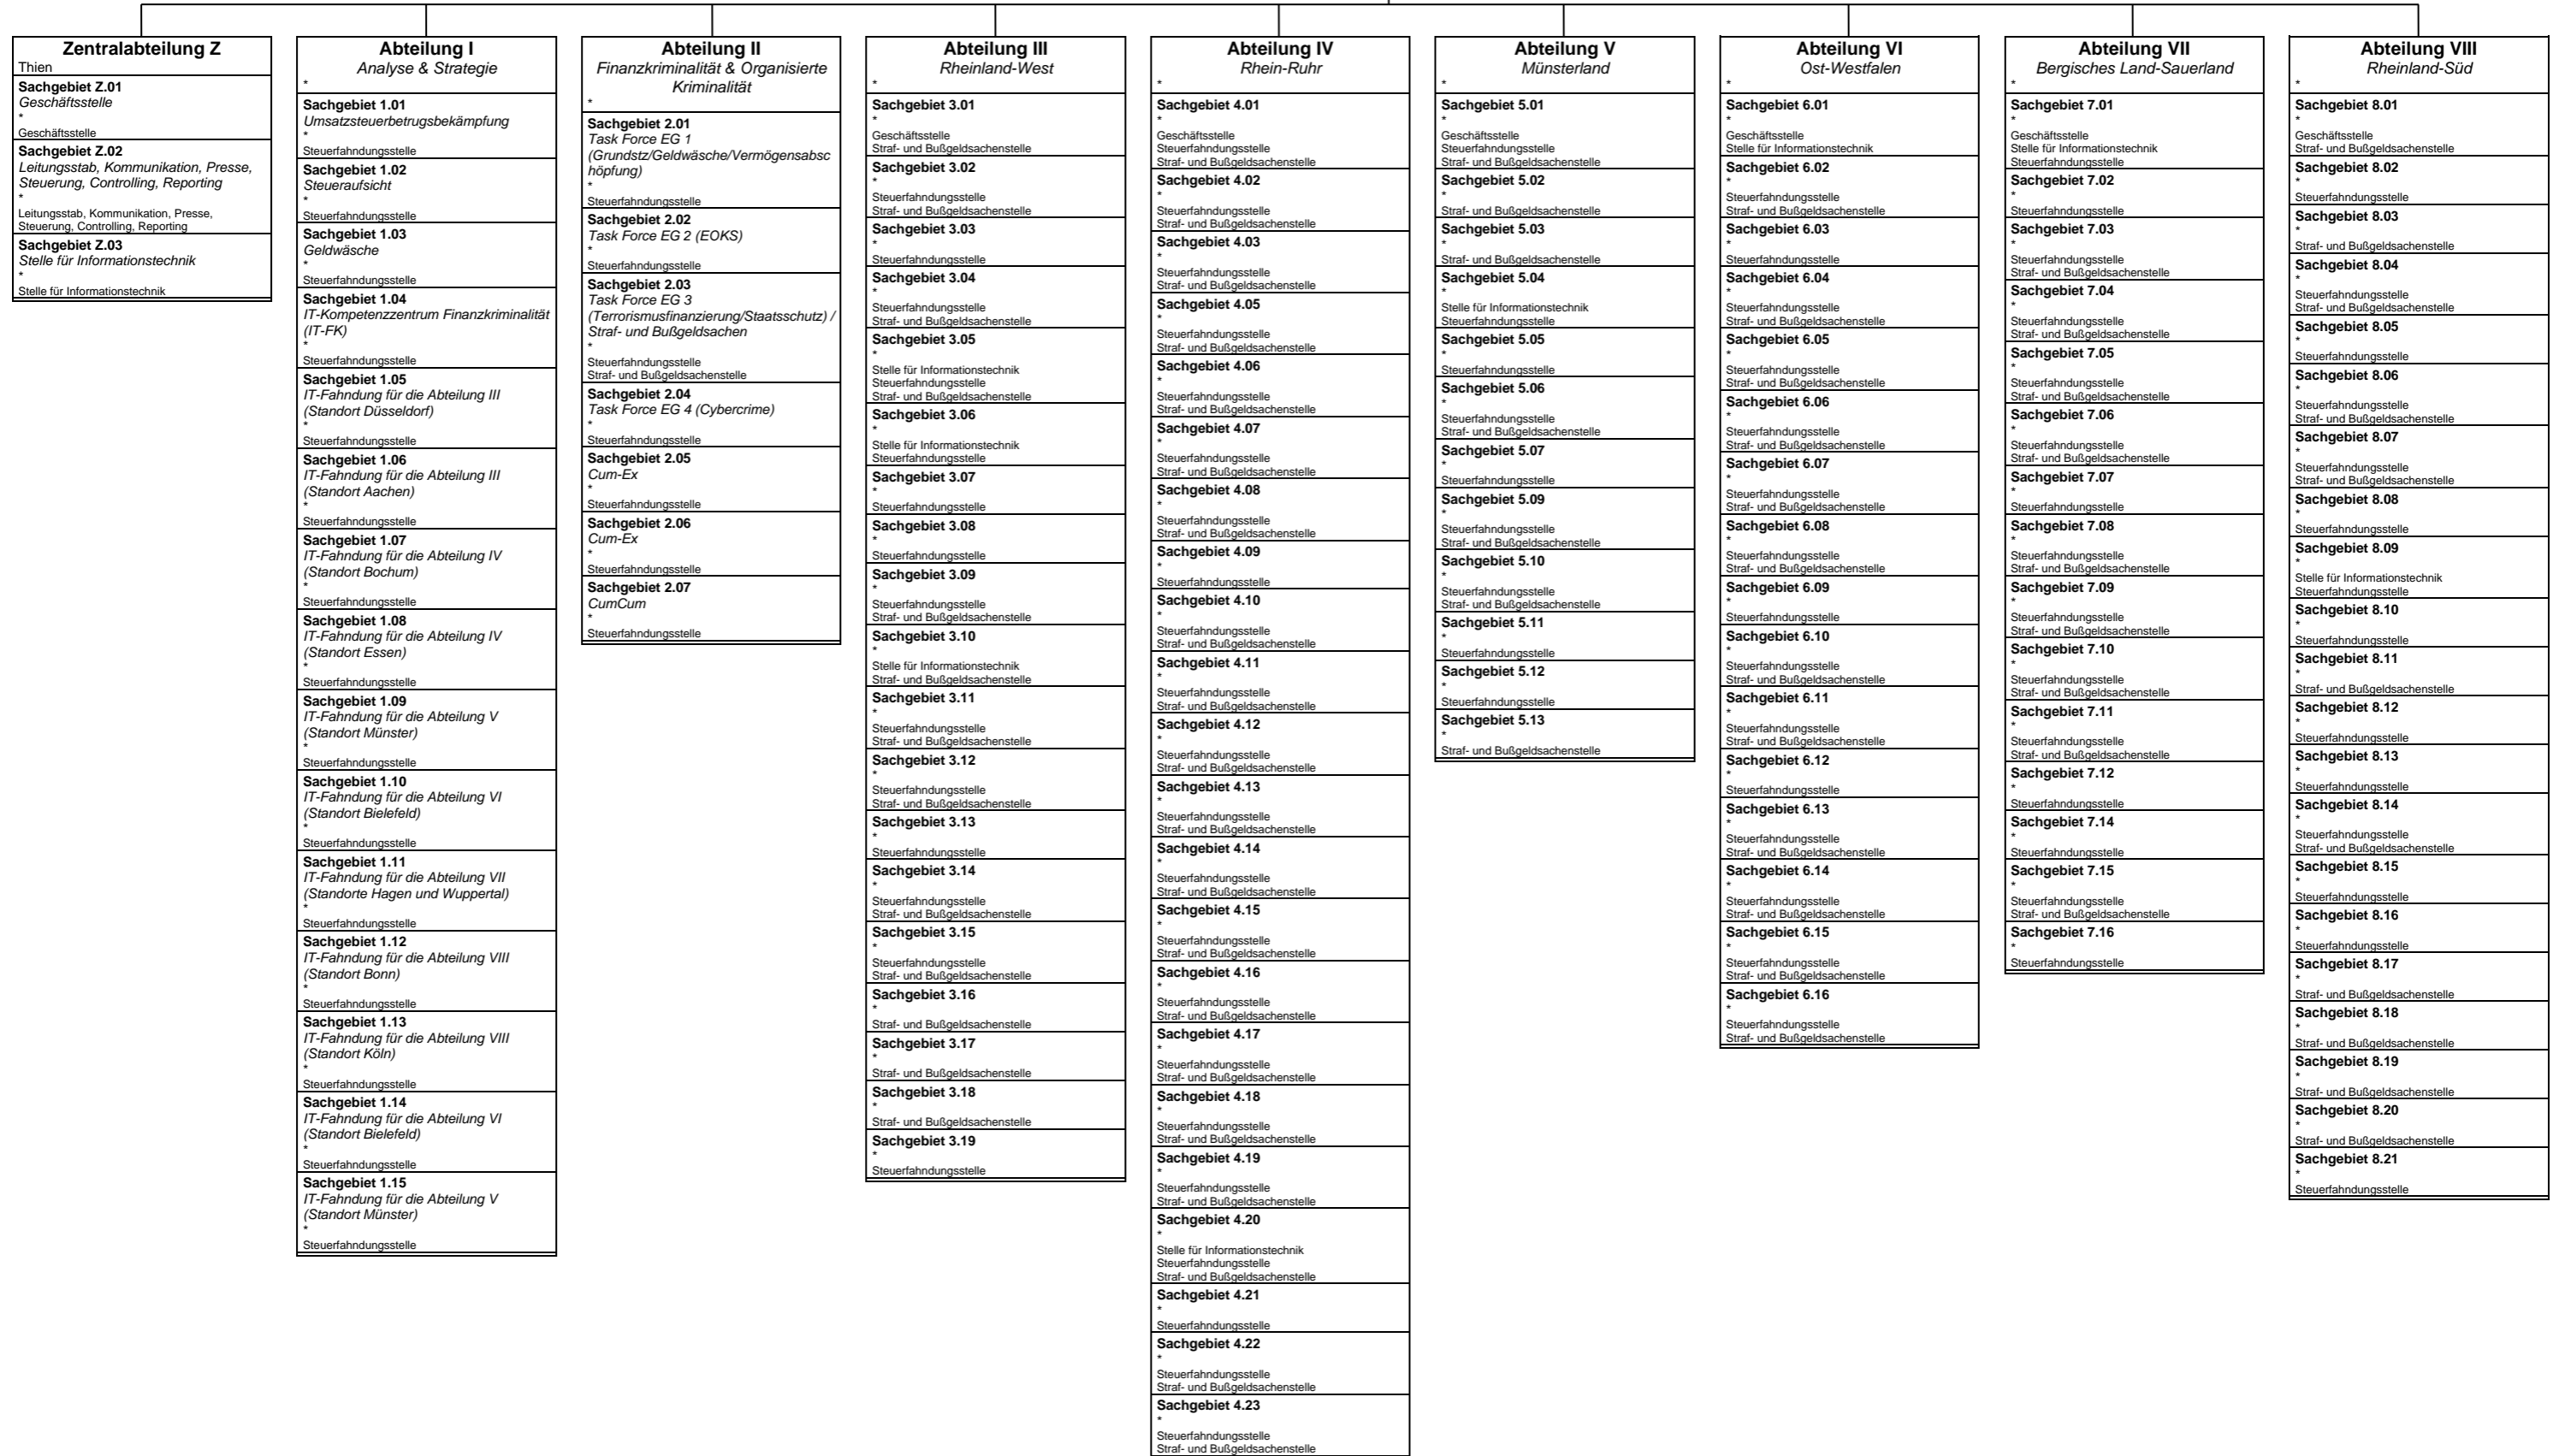 Zentralabteilung Z
Thien
Sachgebiet Z.01
Geschäftsstelle
*
Geschäftsstelle
Sachgebiet Z.02
Leitungsstab, Kommunikation, Presse,
Steuerung, Controlling, Reporting
*
Leitungsstab, Kommunikation, Presse,
Steuerung, Controlling, Reporting
Sachgebiet Z.03
Stelle für Informationstechnik
*
Stelle für Informationstechnik
Abteilung I
Analyse & Strategie
*
Sachgebiet 1.01
Umsatzsteuerbetrugsbekämpfung
*
Steuerfahndungsstelle
Sachgebiet 1.02
Steueraufsicht
*
Steuerfahndungsstelle
Sachgebiet 1.03
Geldwäsche
*
Steuerfahndungsstelle
Sachgebiet 1.04
IT-Kompetenzzentrum Finanzkriminalität
(IT-FK)
*
Steuerfahndungsstelle
Sachgebiet 1.05
IT-Fahndung für die Abteilung III
(Standort Düsseldorf)
*
Steuerfahndungsstelle
Sachgebiet 1.06
IT-Fahndung für die Abteilung III
(Standort Aachen)
*
Steuerfahndungsstelle
Sachgebiet 1.07
IT-Fahndung für die Abteilung IV
(Standort Bochum)
*
Steuerfahndungsstelle
Sachgebiet 1.08
IT-Fahndung für die Abteilung IV
(Standort Essen)
*
Steuerfahndungsstelle
Sachgebiet 1.09
IT-Fahndung für die Abteilung V
(Standort Münster)
*
Steuerfahndungsstelle
Sachgebiet 1.10
IT-Fahndung für die Abteilung VI
(Standort Bielefeld)
*
Steuerfahndungsstelle
Sachgebiet 1.11
IT-Fahndung für die Abteilung VII
(Standorte Hagen und Wuppertal)
*
Steuerfahndungsstelle
Sachgebiet 1.12
IT-Fahndung für die Abteilung VIII
(Standort Bonn)
*
Steuerfahndungsstelle
Sachgebiet 1.13
IT-Fahndung für die Abteilung VIII
(Standort Köln)
*
Steuerfahndungsstelle
Sachgebiet 1.14
IT-Fahndung für die Abteilung VI
(Standort Bielefeld)
*
Steuerfahndungsstelle
Sachgebiet 1.15
IT-Fahndung für die Abteilung V
(Standort Münster)
*
Steuerfahndungsstelle
Abteilung II
Finanzkriminalität & Organisierte
Kriminalität
*
Sachgebiet 2.01
Task Force EG 1
(Grundstz/Geldwäsche/Vermögensabsc
höpfung)
*
Steuerfahndungsstelle
Sachgebiet 2.02
Task Force EG 2 (EOKS)
*
Steuerfahndungsstelle
Sachgebiet 2.03
Task Force EG 3
(Terrorismusfinanzierung/Staatsschutz) /
Straf- und Bußgeldsachen
*
Steuerfahndungsstelle
Straf- und Bußgeldsachenstelle
Sachgebiet 2.04
Task Force EG 4 (Cybercrime)
*
Steuerfahndungsstelle
Sachgebiet 2.05
Cum-Ex
*
Steuerfahndungsstelle
Sachgebiet 2.06
Cum-Ex
*
Steuerfahndungsstelle
Sachgebiet 2.07
CumCum
*
Steuerfahndungsstelle
Abteilung III
Rheinland-West
*
Sachgebiet 3.01
*
Geschäftsstelle
Straf- und Bußgeldsachenstelle
Sachgebiet 3.02
*
Steuerfahndungsstelle
Straf- und Bußgeldsachenstelle
Sachgebiet 3.03
*
Steuerfahndungsstelle
Sachgebiet 3.04
*
Steuerfahndungsstelle
Straf- und Bußgeldsachenstelle
Sachgebiet 3.05
*
Stelle für Informationstechnik
Steuerfahndungsstelle
Straf- und Bußgeldsachenstelle
Sachgebiet 3.06
*
Stelle für Informationstechnik
Steuerfahndungsstelle
Sachgebiet 3.07
*
Steuerfahndungsstelle
Sachgebiet 3.08
*
Steuerfahndungsstelle
Sachgebiet 3.09
*
Steuerfahndungsstelle
Straf- und Bußgeldsachenstelle
Sachgebiet 3.10
*
Stelle für Informationstechnik
Straf- und Bußgeldsachenstelle
Sachgebiet 3.11
*
Steuerfahndungsstelle
Straf- und Bußgeldsachenstelle
Sachgebiet 3.12
*
Steuerfahndungsstelle
Straf- und Bußgeldsachenstelle
Sachgebiet 3.13
*
Steuerfahndungsstelle
Sachgebiet 3.14
*
Steuerfahndungsstelle
Straf- und Bußgeldsachenstelle
Sachgebiet 3.15
*
Steuerfahndungsstelle
Straf- und Bußgeldsachenstelle
Sachgebiet 3.16
*
Straf- und Bußgeldsachenstelle
Sachgebiet 3.17
*
Straf- und Bußgeldsachenstelle
Sachgebiet 3.18
*
Straf- und Bußgeldsachenstelle
Sachgebiet 3.19
*
Steuerfahndungsstelle
Abteilung IV
Rhein-Ruhr
*
Sachgebiet 4.01
*
Geschäftsstelle
Steuerfahndungsstelle
Straf- und Bußgeldsachenstelle
Sachgebiet 4.02
*
Steuerfahndungsstelle
Straf- und Bußgeldsachenstelle
Sachgebiet 4.03
*
Steuerfahndungsstelle
Straf- und Bußgeldsachenstelle
Sachgebiet 4.05
*
Steuerfahndungsstelle
Straf- und Bußgeldsachenstelle
Sachgebiet 4.06
*
Steuerfahndungsstelle
Straf- und Bußgeldsachenstelle
Sachgebiet 4.07
*
Steuerfahndungsstelle
Straf- und Bußgeldsachenstelle
Sachgebiet 4.08
*
Steuerfahndungsstelle
Straf- und Bußgeldsachenstelle
Sachgebiet 4.09
*
Steuerfahndungsstelle
Sachgebiet 4.10
*
Steuerfahndungsstelle
Straf- und Bußgeldsachenstelle
Sachgebiet 4.11
*
Steuerfahndungsstelle
Straf- und Bußgeldsachenstelle
Sachgebiet 4.12
*
Steuerfahndungsstelle
Straf- und Bußgeldsachenstelle
Sachgebiet 4.13
*
Steuerfahndungsstelle
Straf- und Bußgeldsachenstelle
Sachgebiet 4.14
*
Steuerfahndungsstelle
Straf- und Bußgeldsachenstelle
Sachgebiet 4.15
*
Steuerfahndungsstelle
Straf- und Bußgeldsachenstelle
Sachgebiet 4.16
*
Steuerfahndungsstelle
Straf- und Bußgeldsachenstelle
Sachgebiet 4.17
*
Steuerfahndungsstelle
Straf- und Bußgeldsachenstelle
Sachgebiet 4.18
*
Steuerfahndungsstelle
Straf- und Bußgeldsachenstelle
Sachgebiet 4.19
*
Steuerfahndungsstelle
Straf- und Bußgeldsachenstelle
Sachgebiet 4.20
*
Stelle für Informationstechnik
Steuerfahndungsstelle
Straf- und Bußgeldsachenstelle
Sachgebiet 4.21
*
Steuerfahndungsstelle
Sachgebiet 4.22
*
Steuerfahndungsstelle
Straf- und Bußgeldsachenstelle
Sachgebiet 4.23
*
Steuerfahndungsstelle
Straf- und Bußgeldsachenstelle
Abteilung V
Münsterland
*
Sachgebiet 5.01
*
Geschäftsstelle
Steuerfahndungsstelle
Straf- und Bußgeldsachenstelle
Sachgebiet 5.02
*
Straf- und Bußgeldsachenstelle
Sachgebiet 5.03
*
Straf- und Bußgeldsachenstelle
Sachgebiet 5.04
*
Stelle für Informationstechnik
Steuerfahndungsstelle
Sachgebiet 5.05
*
Steuerfahndungsstelle
Sachgebiet 5.06
*
Steuerfahndungsstelle
Straf- und Bußgeldsachenstelle
Sachgebiet 5.07
*
Steuerfahndungsstelle
Sachgebiet 5.09
*
Steuerfahndungsstelle
Straf- und Bußgeldsachenstelle
Sachgebiet 5.10
*
Steuerfahndungsstelle
Straf- und Bußgeldsachenstelle
Sachgebiet 5.11
*
Steuerfahndungsstelle
Sachgebiet 5.12
*
Steuerfahndungsstelle
Sachgebiet 5.13
*
Straf- und Bußgeldsachenstelle
Abteilung VI
Ost-Westfalen
*
Sachgebiet 6.01
*
Geschäftsstelle
Stelle für Informationstechnik
Sachgebiet 6.02
*
Steuerfahndungsstelle
Straf- und Bußgeldsachenstelle
Sachgebiet 6.03
*
Steuerfahndungsstelle
Sachgebiet 6.04
*
Steuerfahndungsstelle
Straf- und Bußgeldsachenstelle
Sachgebiet 6.05
*
Steuerfahndungsstelle
Straf- und Bußgeldsachenstelle
Sachgebiet 6.06
*
Steuerfahndungsstelle
Straf- und Bußgeldsachenstelle
Sachgebiet 6.07
*
Steuerfahndungsstelle
Straf- und Bußgeldsachenstelle
Sachgebiet 6.08
*
Steuerfahndungsstelle
Straf- und Bußgeldsachenstelle
Sachgebiet 6.09
*
Steuerfahndungsstelle
Sachgebiet 6.10
*
Steuerfahndungsstelle
Straf- und Bußgeldsachenstelle
Sachgebiet 6.11
*
Steuerfahndungsstelle
Straf- und Bußgeldsachenstelle
Sachgebiet 6.12
*
Steuerfahndungsstelle
Sachgebiet 6.13
*
Steuerfahndungsstelle
Straf- und Bußgeldsachenstelle
Sachgebiet 6.14
*
Steuerfahndungsstelle
Straf- und Bußgeldsachenstelle
Sachgebiet 6.15
*
Steuerfahndungsstelle
Straf- und Bußgeldsachenstelle
Sachgebiet 6.16
*
Steuerfahndungsstelle
Straf- und Bußgeldsachenstelle
Abteilung VII
Bergisches Land-Sauerland
*
Sachgebiet 7.01
*
Geschäftsstelle
Stelle für Informationstechnik
Steuerfahndungsstelle
Sachgebiet 7.02
*
Steuerfahndungsstelle
Sachgebiet 7.03
*
Steuerfahndungsstelle
Straf- und Bußgeldsachenstelle
Sachgebiet 7.04
*
Steuerfahndungsstelle
Straf- und Bußgeldsachenstelle
Sachgebiet 7.05
*
Steuerfahndungsstelle
Straf- und Bußgeldsachenstelle
Sachgebiet 7.06
*
Steuerfahndungsstelle
Straf- und Bußgeldsachenstelle
Sachgebiet 7.07
*
Steuerfahndungsstelle
Sachgebiet 7.08
*
Steuerfahndungsstelle
Straf- und Bußgeldsachenstelle
Sachgebiet 7.09
*
Steuerfahndungsstelle
Straf- und Bußgeldsachenstelle
Sachgebiet 7.10
*
Steuerfahndungsstelle
Straf- und Bußgeldsachenstelle
Sachgebiet 7.11
*
Steuerfahndungsstelle
Straf- und Bußgeldsachenstelle
Sachgebiet 7.12
*
Steuerfahndungsstelle
Sachgebiet 7.14
*
Steuerfahndungsstelle
Sachgebiet 7.15
*
Steuerfahndungsstelle
Straf- und Bußgeldsachenstelle
Sachgebiet 7.16
*
Steuerfahndungsstelle
Abteilung VIII
Rheinland-Süd
*
Sachgebiet 8.01
*
Geschäftsstelle
Straf- und Bußgeldsachenstelle
Sachgebiet 8.02
*
Steuerfahndungsstelle
Sachgebiet 8.03
*
Straf- und Bußgeldsachenstelle
Sachgebiet 8.04
*
Steuerfahndungsstelle
Straf- und Bußgeldsachenstelle
Sachgebiet 8.05
*
Steuerfahndungsstelle
Sachgebiet 8.06
*
Steuerfahndungsstelle
Straf- und Bußgeldsachenstelle
Sachgebiet 8.07
*
Steuerfahndungsstelle
Straf- und Bußgeldsachenstelle
Sachgebiet 8.08
*
Steuerfahndungsstelle
Sachgebiet 8.09
*
Stelle für Informationstechnik
Steuerfahndungsstelle
Sachgebiet 8.10
*
Steuerfahndungsstelle
Sachgebiet 8.11
*
Straf- und Bußgeldsachenstelle
Sachgebiet 8.12
*
Steuerfahndungsstelle
Sachgebiet 8.13
*
Steuerfahndungsstelle
Sachgebiet 8.14
*
Steuerfahndungsstelle
Straf- und Bußgeldsachenstelle
Sachgebiet 8.15
*
Steuerfahndungsstelle
Sachgebiet 8.16
*
Steuerfahndungsstelle
Sachgebiet 8.17
*
Straf- und Bußgeldsachenstelle
Sachgebiet 8.18
*
Straf- und Bußgeldsachenstelle
Sachgebiet 8.19
*
Straf- und Bußgeldsachenstelle
Sachgebiet 8.20
*
Straf- und Bußgeldsachenstelle
Sachgebiet 8.21
*
Steuerfahndungsstelle